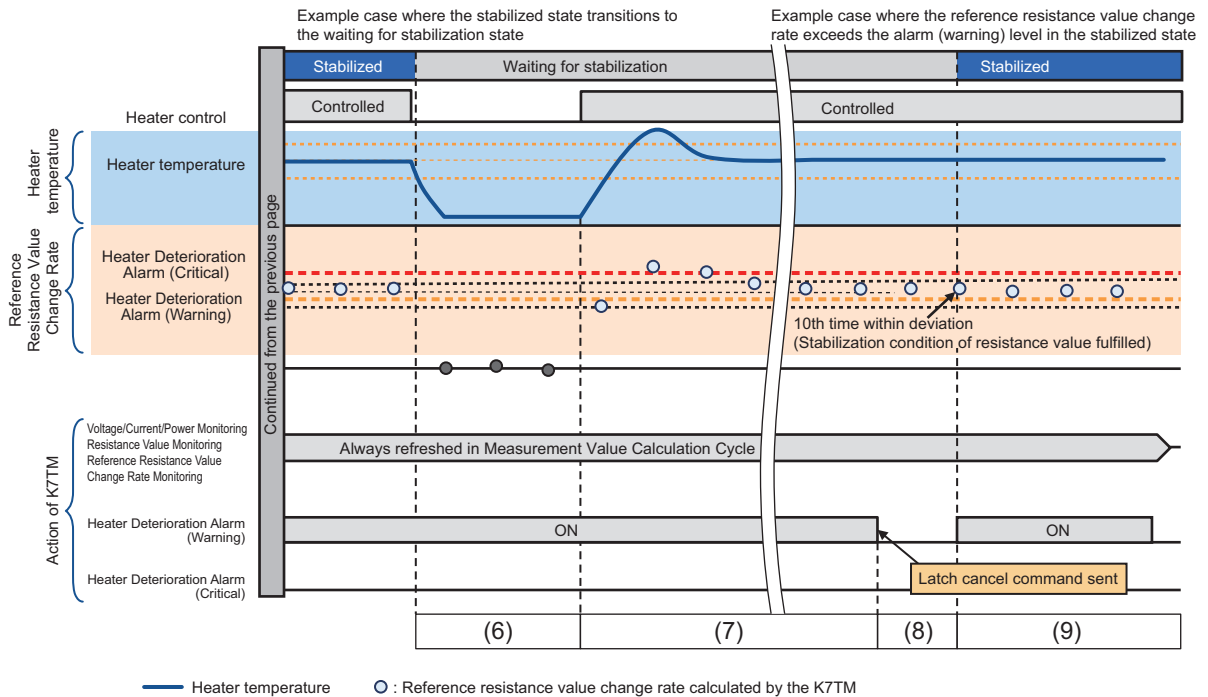 Example case where the stabilized state transitions to
the waiting for stabilization state
Example case where the reference resistance value change
rate exceeds the alarm (warning) level in the stabilized state
Stabilized
Waiting for stabilization
Stabilized
Heater control
Controlled
Controlled
Heater
temperature
Heater temperature
Continued from the previous page
Reference
Resistance Value
Change Rate
Heater Deterioration
Alarm (Critical)
Heater Deterioration
Alarm (Warning)
10th time within deviation
(Stabilization condition of resistance value fulfilled)
Action of K7TM
Voltage/Current/Power Monitoring
Resistance Value Monitoring
Reference Resistance Value
Change Rate Monitoring
Always refreshed in Measurement Value Calculation Cycle
Heater Deterioration Alarm
(Warning)
ON
ON
Latch cancel command sent
Heater Deterioration Alarm
(Critical)
(6)
(7)
(8)
(9)
Heater temperature
: Reference resistance value change rate calculated by the K7TM